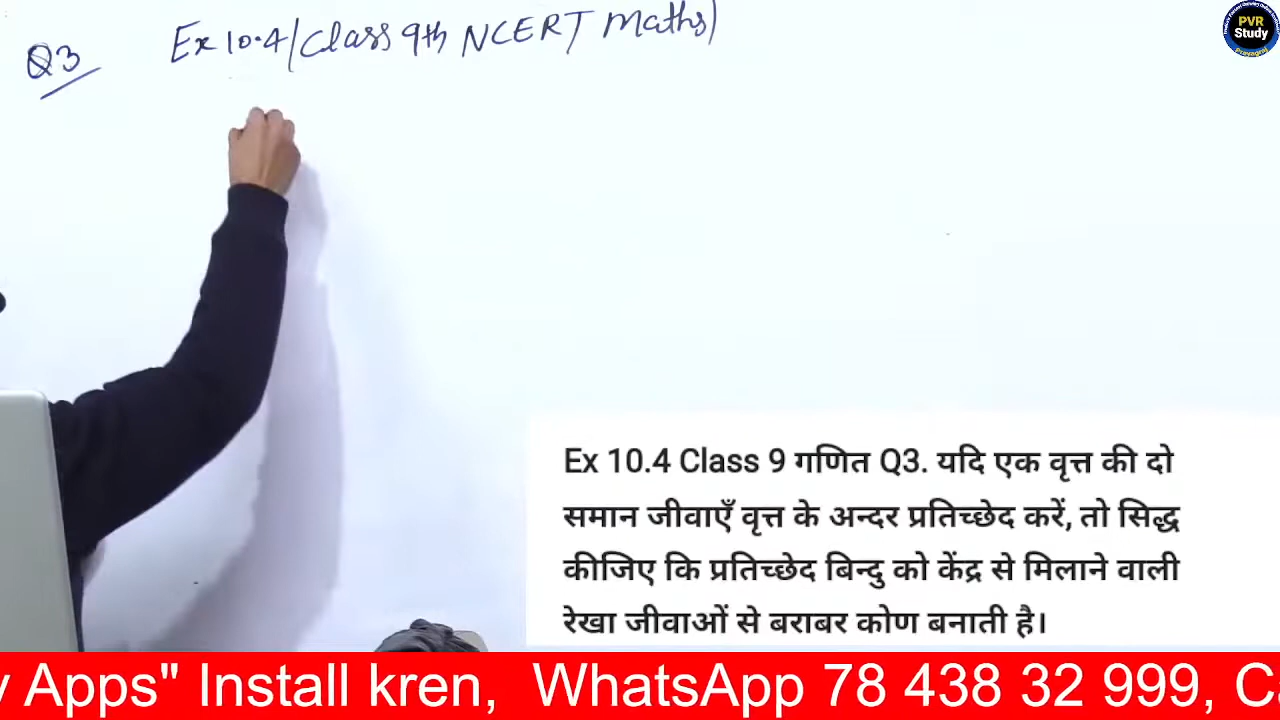 Q3 Ex 10.4/(Class 9th NCERT Maths)
PVR
Study
Ex 10.4 Class 9 गणित Q3. यदि एक वृत्त की दो
समान जीवाएँ वृत्त के अन्दर प्रतिच्छेद करें, तो सिद्ध
कीजिए कि प्रतिच्छेद बिन्दु को केंद्र से मिलाने वाली
रेखा जीवाओं से बराबर कोण बनाती है।
Apps" Install kren, WhatsApp 78 438 32 999,